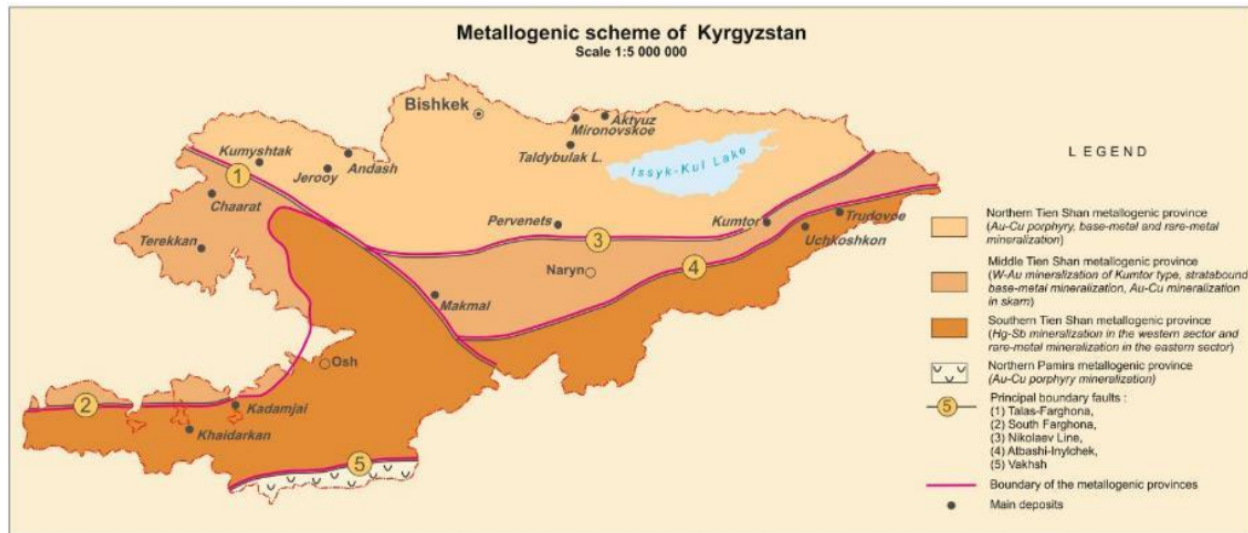 Metallogenic scheme of Kyrgyzstan
Scale 1:5 000 000
Bishkek
Aktyuz
Mironovskoe
Taldybulak L.
Issyk-Kul Lake
Kumyshtak
Andash
Jerooy
1
Chaarat
Terekkan
Pervenets
3
Kumtor
Trudovoe
Uchkoshkon
Naryn
4
Makmal
Osh
2
Kadamjai
Khaidarkan
5
LEGEND
Northern Tien Shan metallogenic province
(Au-Cu porphyry, base-metal and rare-metal
mineralization)
Middle Tien Shan metallogenic province
(W-Au mineralization of Kumtor type, stratabound
base-metal mineralization, Au-Cu mineralization
in skarn)
Southern Tien Shan metallogenic province
(Hg-Sb mineralization in the western sector and
rare-metal mineralization in the eastern sector)
Northern Pamirs metallogenic province
(Au-Cu porphyry mineralization)
5
Principal boundary faults :
(1) Talas-Farghona,
(2) South Farghona,
(3) Nikolaev Line,
(4) Atbashi-Inylchek,
(5) Vakhsh
Boundary of the metallogenic provinces
Main deposits